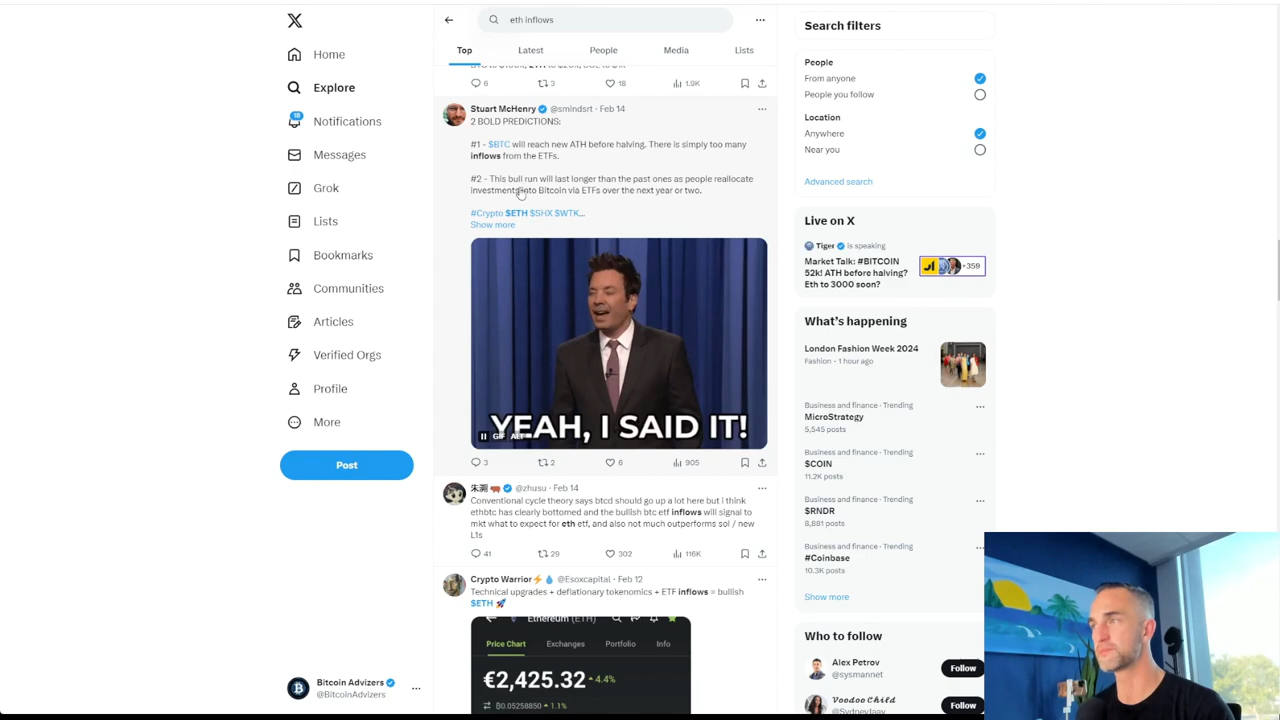 eth inflows
Search filters
Home
Explore
18
Notifications
Messages
Grok
Lists
Bookmarks
Communities
Articles
Verified Orgs
Profile
More
Post
Bitcoin Advizers
@BitcoinAdvizers
Top
Latest
People
Media
Lists
6
3
18
1.9K
Stuart McHenry @smindsrt · Feb 14
2 BOLD PREDICTIONS:
#1 - $BTC will reach new ATH before halving. There is simply too many
inflows from the ETFs.
#2 - This bull run will last longer than the past ones as people reallocate
investments into Bitcoin via ETFs over the next year or two.
#Crypto $ETH $SHX $WTK...
Show more
YEAH, I SAID IT!
GIF ALT
3
2
6
905
朱溯 @zhusu · Feb 14
Conventional cycle theory says btcd should go up a lot here but i think
ethbtc has clearly bottomed and the bullish btc etf inflows will signal to
mkt what to expect for eth etf, and also not much outperforms sol / new
L1s
41
29
302
116K
Crypto Warrior @Esoxcapital · Feb 12
Technical upgrades + deflationary tokenomics + ETF inflows = bullish
$ETH
Ethereum (ETH)
Price Chart
Exchanges
Portfolio
Info
€2,425.32
4.4%
₿0.05258850
1.1%
People
From anyone
People you follow
Location
Anywhere
Near you
Advanced search
Live on X
Tiger is speaking
Market Talk: #BITCOIN
52k! ATH before halving?
Eth to 3000 soon?
+359
What's happening
London Fashion Week 2024
Fashion · 1 hour ago
Business and finance · Trending
MicroStrategy
5,545 posts
Business and finance · Trending
$COIN
11.2K posts
Business and finance · Trending
$RNDR
8,881 posts
Business and finance · Trending
#Coinbase
10.3K posts
Show more
Who to follow
Alex Petrov
@sysmannet
Follow
Voodoo Child
@SydneyJaay
Follow